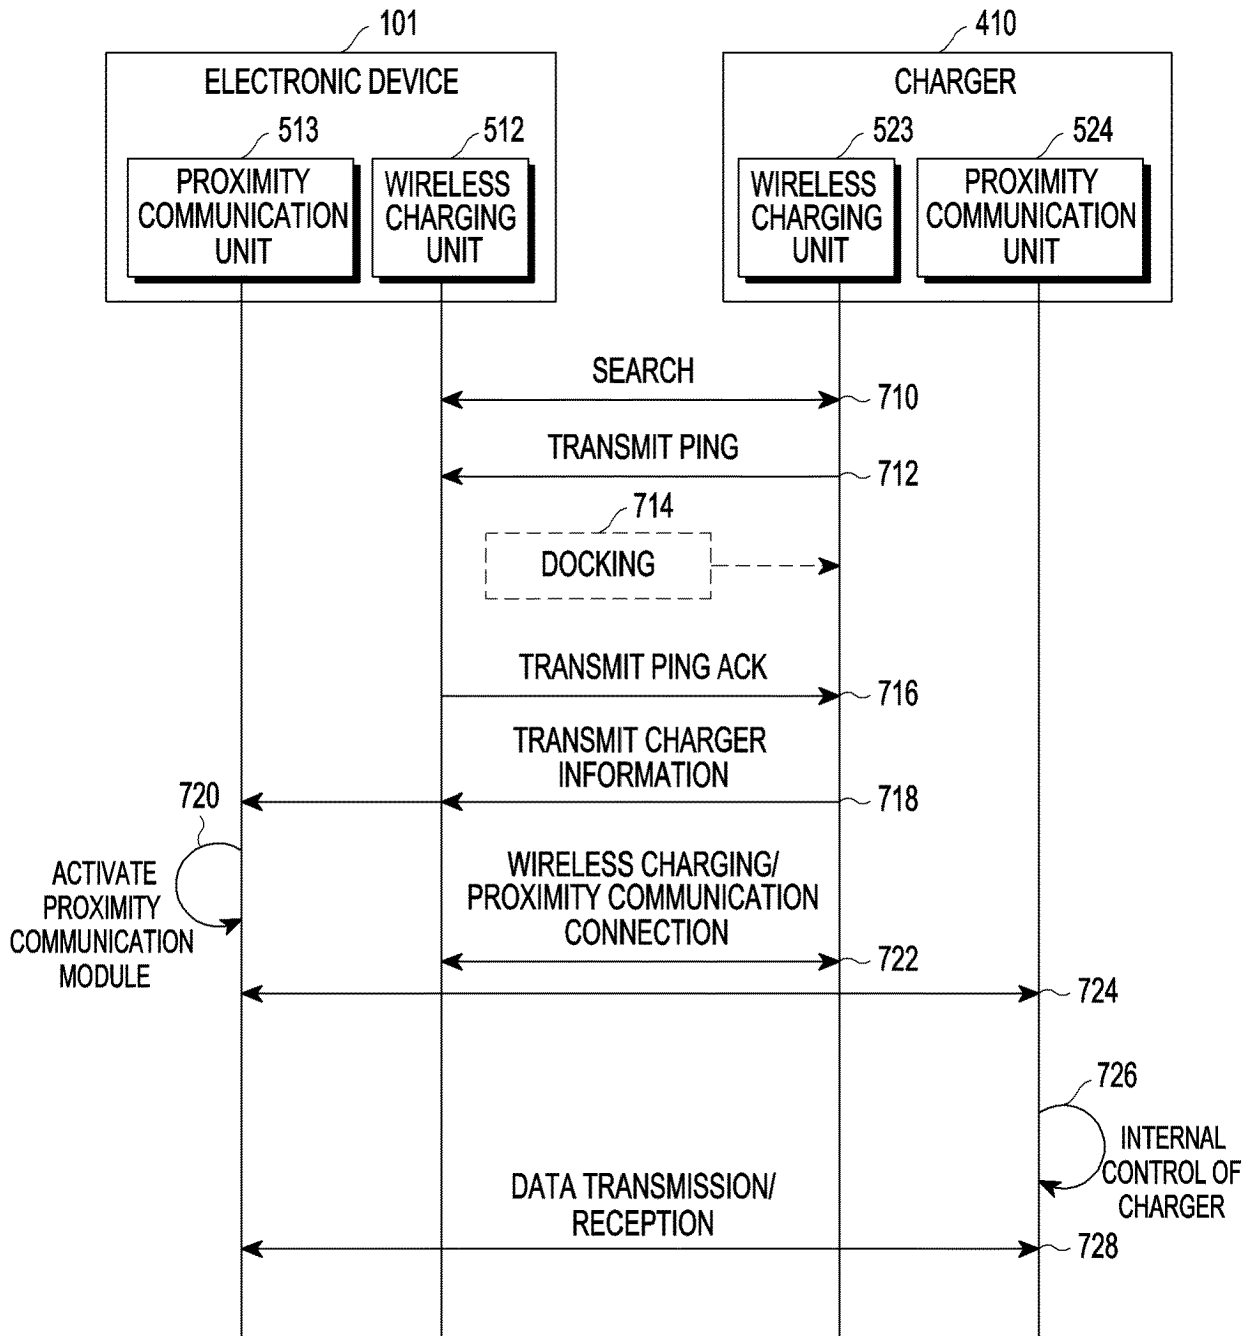 101
410
ELECTRONIC DEVICE
CHARGER
513
512
523
524
PROXIMITY
COMMUNICATION
UNIT
WIRELESS
CHARGING
UNIT
WIRELESS
CHARGING
UNIT
PROXIMITY
COMMUNICATION
UNIT
SEARCH
710
TRANSMIT PING
712
714
DOCKING
TRANSMIT PING ACK
716
TRANSMIT CHARGER
INFORMATION
718
720
ACTIVATE
PROXIMITY
COMMUNICATION
MODULE
WIRELESS CHARGING/
PROXIMITY COMMUNICATION
CONNECTION
722
724
726
INTERNAL
CONTROL OF
CHARGER
DATA TRANSMISSION/
RECEPTION
728